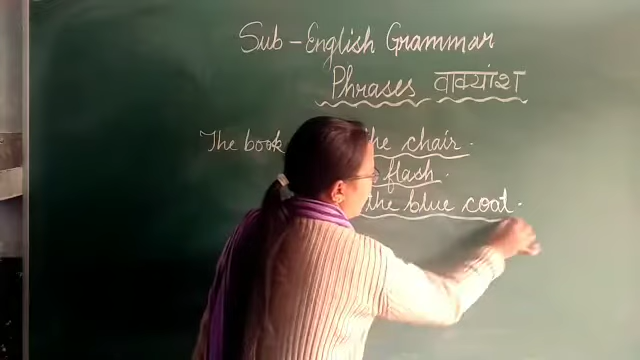 Sub-English Grammar
Phrases वाक्यांश
The book the chair.
flash.
the blue coat.